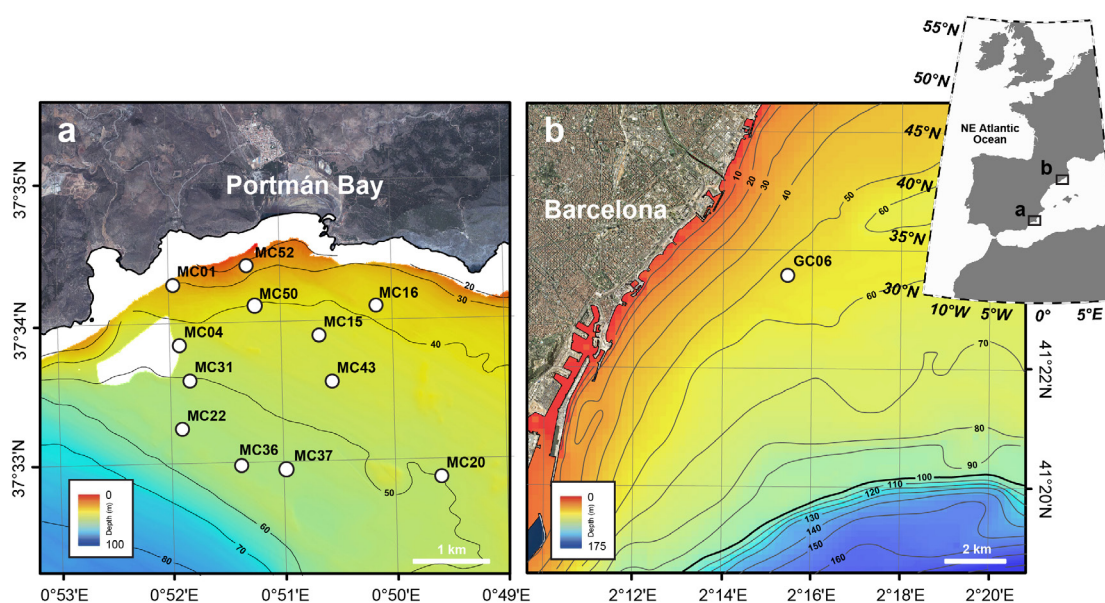 a
Portmán Bay
37°35'N
37°34'N
37°33'N
MC52
MC01
MC50
MC16
MC04
MC15
MC31
MC43
MC22
MC36
MC37
MC20
20
30
40
50
60
70
80
0
Depth (m)
100
1 km
0°53'E
0°52'E
0°51'E
0°50'E
0°49'E
b
Barcelona
GC06
10
20
30
40
50
60
60
70
80
90
100
110
120
130
140
150
160
0
Depth (m)
175
2 km
2°12'E
2°14'E
2°16'E
2°18'E
2°20'E
41°22'N
41°20'N
55°N
50°N
45°N
40°N
35°N
30°N
NE Atlantic
Ocean
b
a
10°W
5°W
0°
5°E